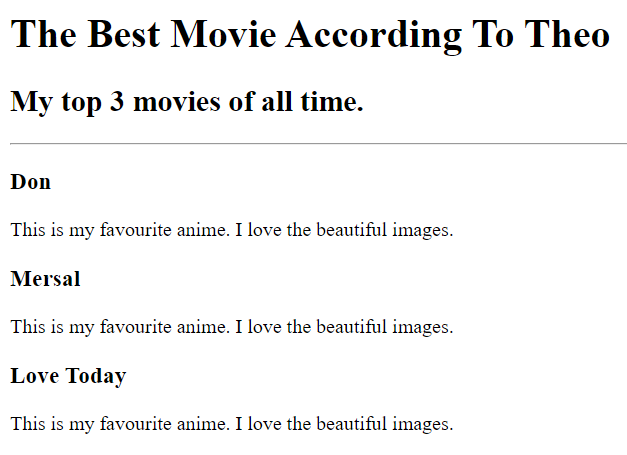 The Best Movie According To Theo
My top 3 movies of all time.
Don
This is my favourite anime. I love the beautiful images.
Mersal
This is my favourite anime. I love the beautiful images.
Love Today
This is my favourite anime. I love the beautiful images.